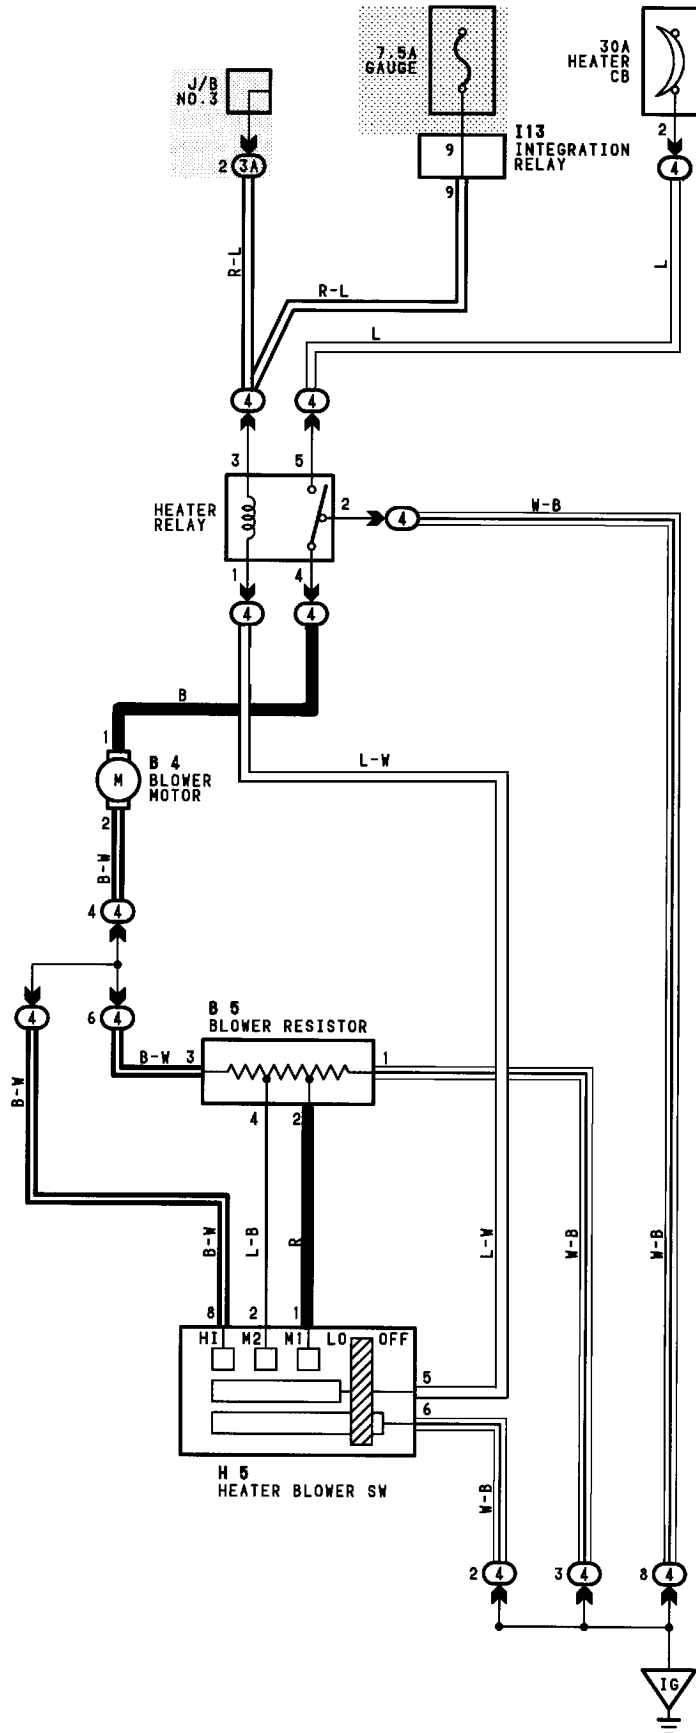 7.5A
GAUGE
30A
HEATER
CB
J/B
NO.3
I13
INTEGRATION
RELAY
9
2
2
3A
4
9
R-L
L
R-L
L
4
4
3
5
HEATER
RELAY
2
4
W-B
1
4
4
4
B
1
B 4
BLOWER
MOTOR
M
L-W
2
B-W
4
4
B 5
BLOWER RESISTOR
4
6
4
B-W
3
1
B-W
4
2
B-W
L-B
R
L-W
W-B
W-B
8
2
1
HI
M2
M1
LO
OFF
5
6
H 5
HEATER BLOWER SW
W-B
2
4
3
4
8
4
IG